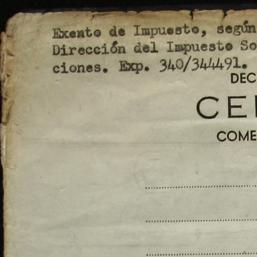 Exento de Impuesto, según
Dirección del Impuesto So
ciones. Exp. 340/344491.
DEC
CE
COME